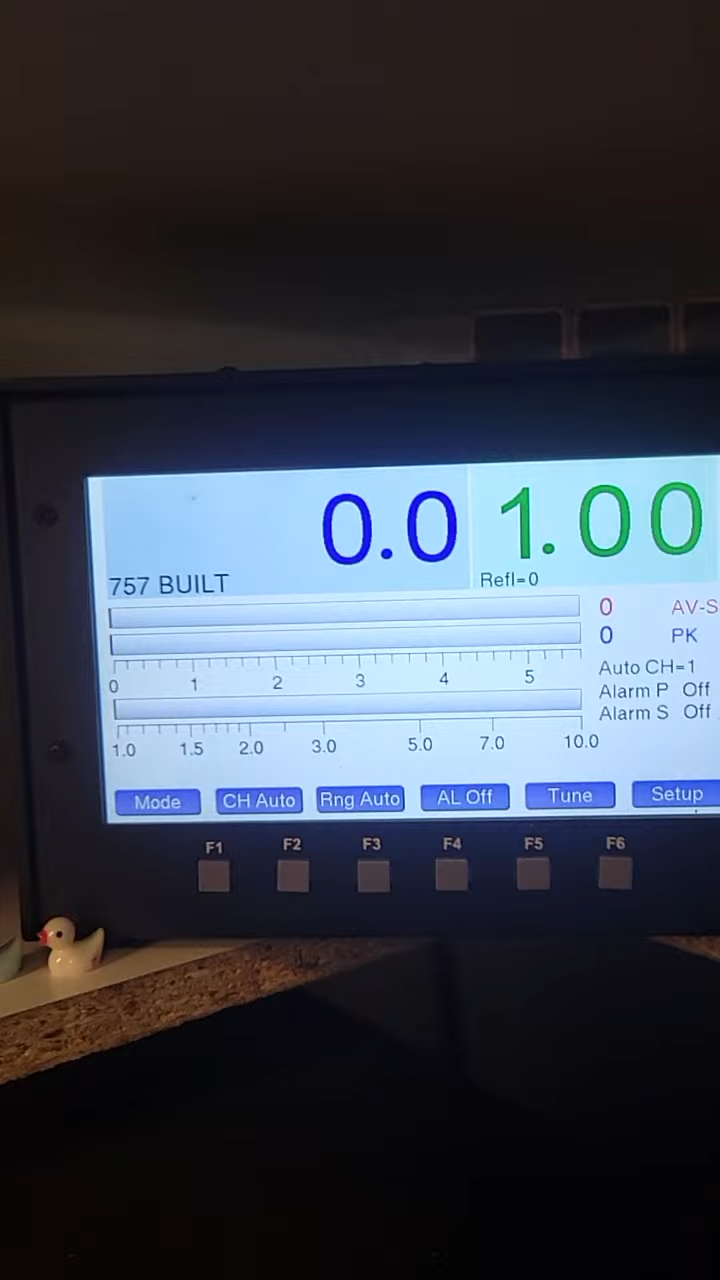 0.0 1.00
757 BUILT Refl=0
0 AV-S
0 PK
0 1 2 3 4 5
Auto CH=1
Alarm P Off
Alarm S Off
1.0 1.5 2.0 3.0 5.0 7.0 10.0
Mode CH Auto Rng Auto AL Off Tune Setup
F1 F2 F3 F4 F5 F6